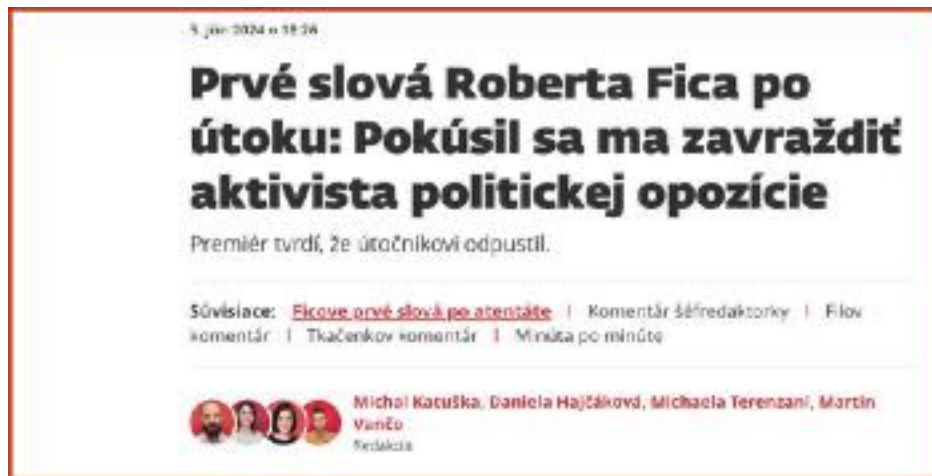 5. jún 2024 o 18:26
Prvé slová Roberta Fica po
útoku: Pokúsil sa ma zavraždiť
aktivista politickej opozície
Premiér tvrdí, že útočníkovi odpustil.
Súvisiace: Ficove prvé slová po atentáte | Komentár šéfredaktorky | Filov
komentár | Tkačenkov komentár | Minúta po minúte
Michal Katuška, Daniela Hajčáková, Michaela Terenzani, Martin
Vančo
Redakcia